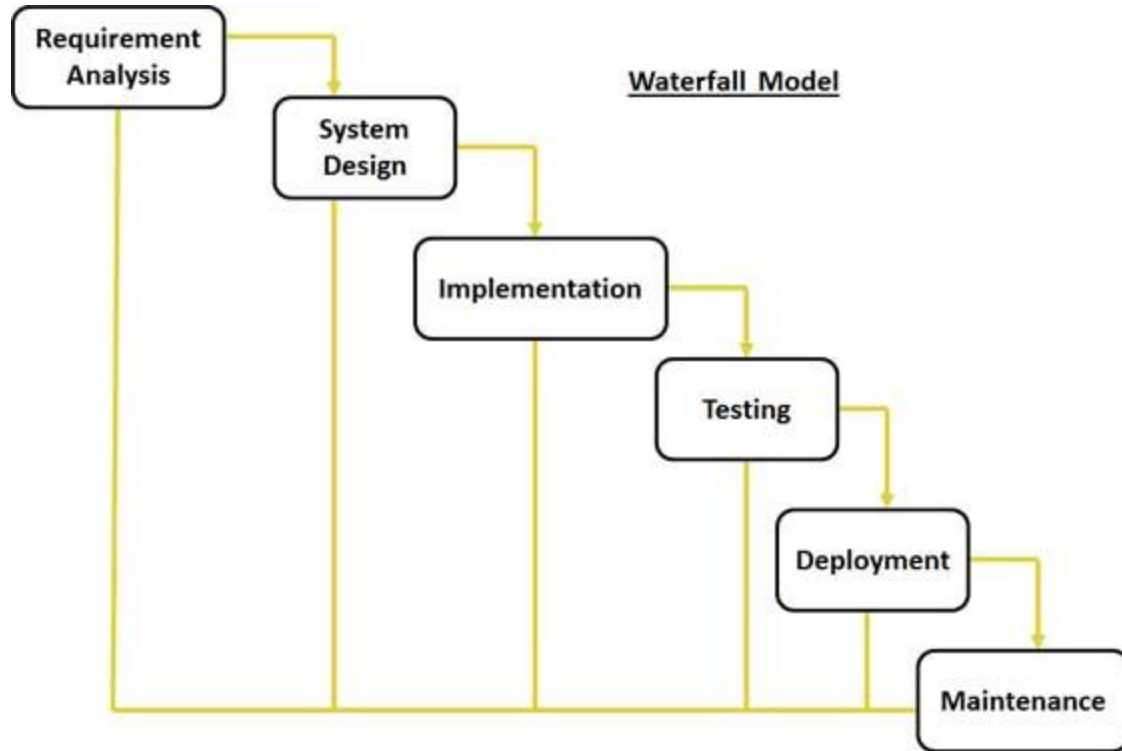 Requirement
Analysis
Waterfall Model
System
Design
Implementation
Testing
Deployment
Maintenance